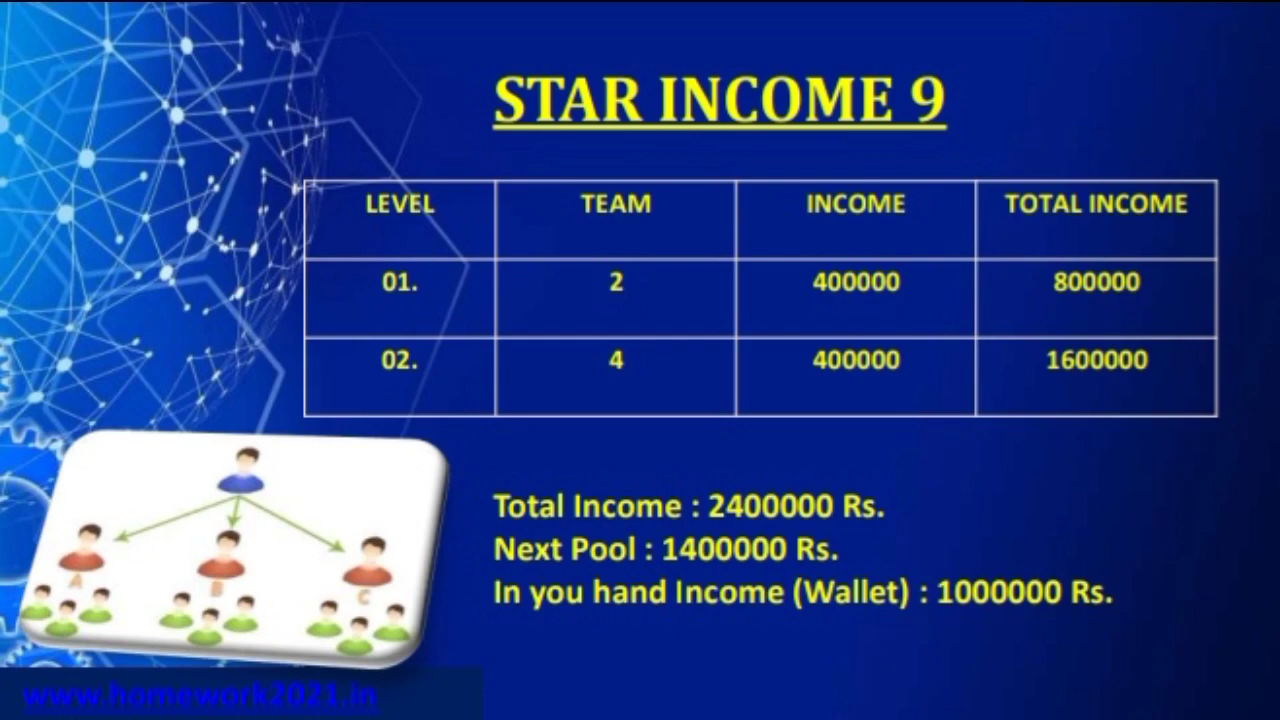 STAR INCOME 9
LEVEL TEAM INCOME TOTAL INCOME
01. 2 400000 800000
02. 4 400000 1600000
Total Income : 2400000 Rs.
Next Pool : 1400000 Rs.
In you hand Income (Wallet) : 1000000 Rs.
A B C
www.homework2021.in